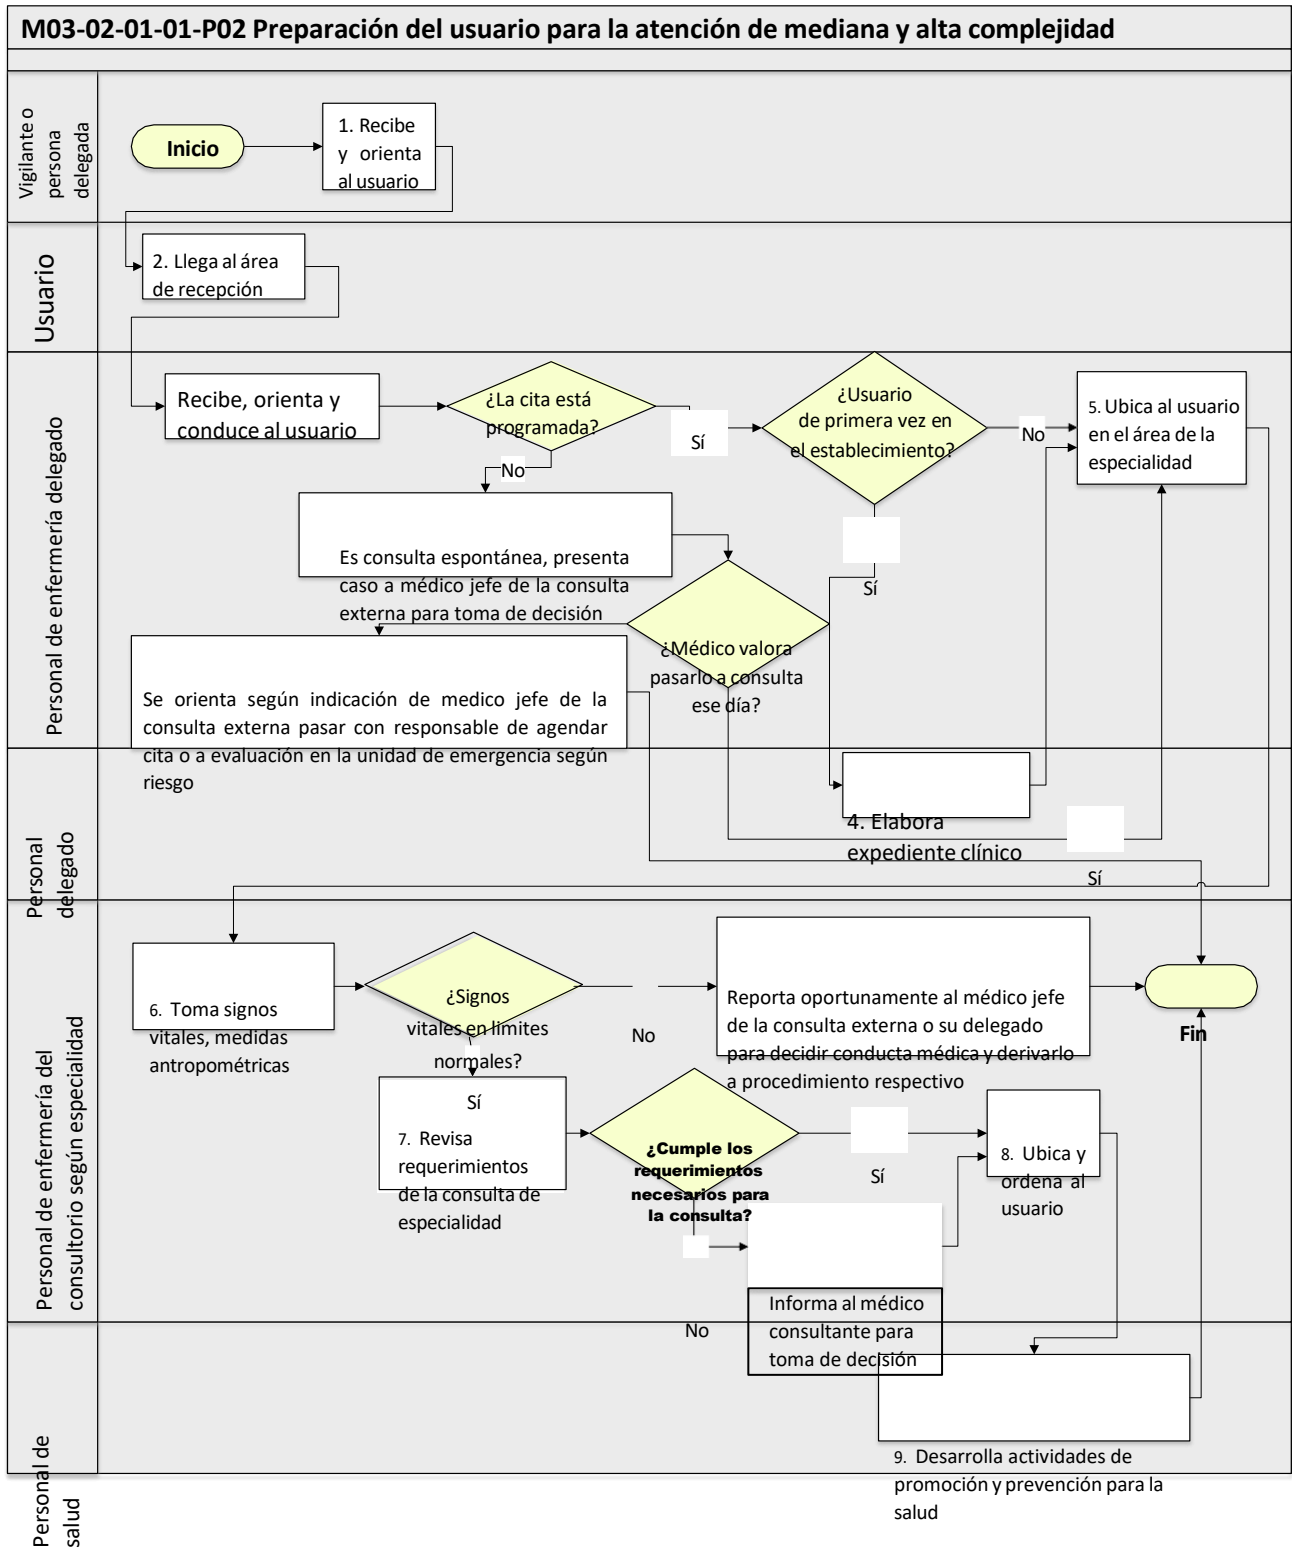 M03-02-01-01-P02 Preparación del usuario para la atención de mediana y alta complejidad
Vigilante o
persona
delegada
Inicio
1. Recibe
y orienta
al usuario
Usuario
2. Llega al área
de recepción
Personal de enfermería delegado
Recibe, orienta y
conduce al usuario
¿La cita está
programada?
Sí
No
¿Usuario
de primera vez en
el establecimiento?
No
Sí
5. Ubica al usuario
en el área de la
especialidad
Es consulta espontánea, presenta
caso a médico jefe de la consulta
externa para toma de decisión
¿Médico valora
pasarlo a consulta
ese día?
Se orienta según indicación de medico jefe de la
consulta externa pasar con responsable de agendar
cita o a evaluación en la unidad de emergencia según
riesgo
Personal
delegado
4. Elabora
expediente clínico
Sí
Personal de enfermería del
consultorio según especialidad
6. Toma signos
vitales, medidas
antropométricas
¿Signos
vitales en límites
normales?
No
Sí
Reporta oportunamente al médico jefe
de la consulta externa o su delegado
para decidir conducta médica y derivarlo
a procedimiento respectivo
Fin
7. Revisa
requerimientos
de la consulta de
especialidad
¿Cumple los
requerimientos
necesarios para
la consulta?
Sí
No
8. Ubica y
ordena al
usuario
Informa al médico
consultante para
toma de decisión
Personal de
salud
9. Desarrolla actividades de
promoción y prevención para la
salud